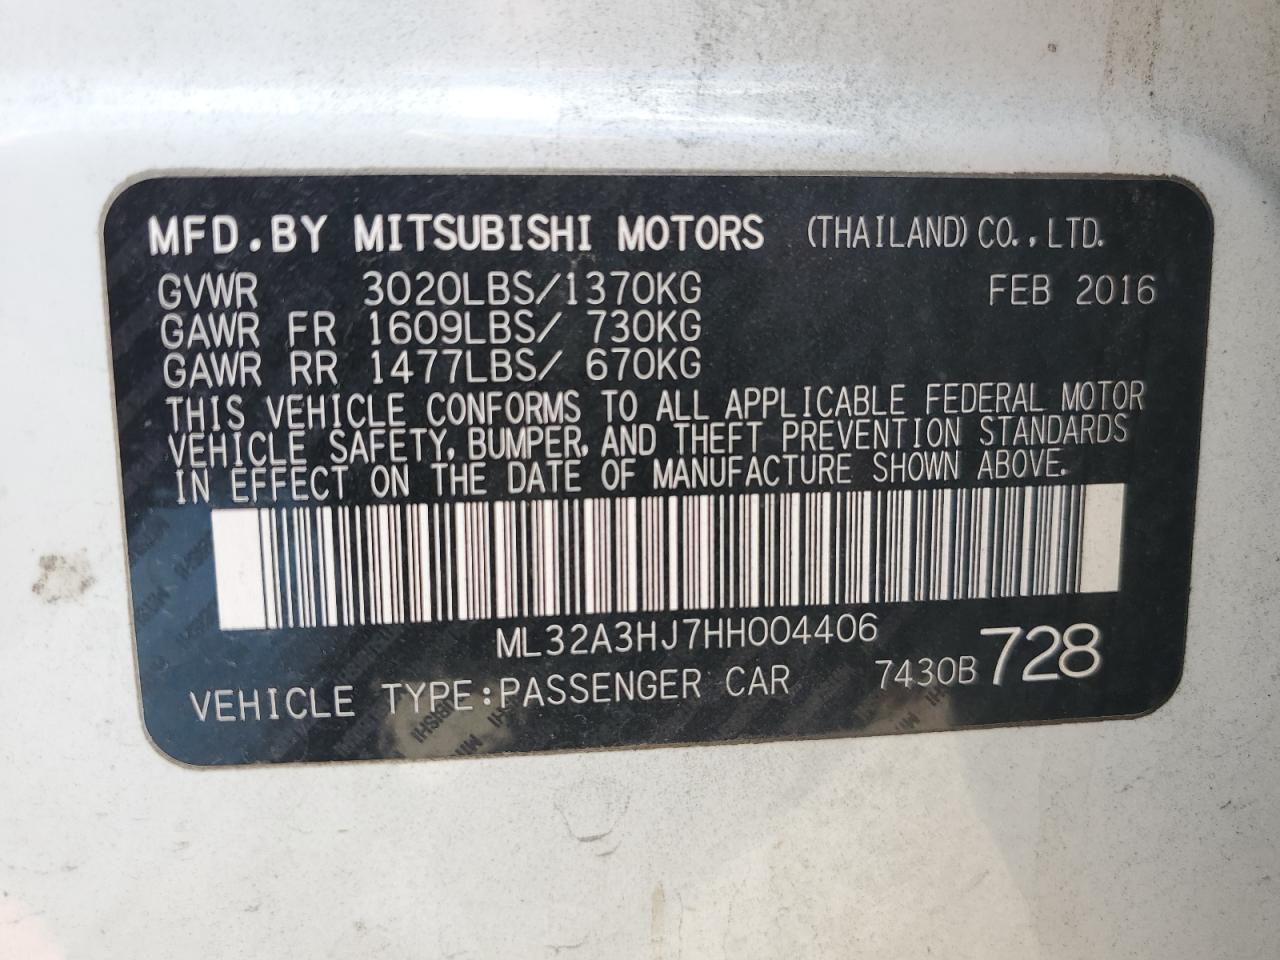 MFD.BY MITSUBISHI MOTORS (THAILAND) CO.,LTD.
GVWR 3020LBS/1370KG FEB 2016
GAWR FR 1609LBS/ 730KG
GAWR RR 1477LBS/ 670KG
THIS VEHICLE CONFORMS TO ALL APPLICABLE FEDERAL MOTOR
VEHICLE SAFETY, BUMPER, AND THEFT PREVENTION STANDARDS
IN EFFECT ON THE DATE OF MANUFACTURE SHOWN ABOVE.
ML32A3HJ7HH004406
VEHICLE TYPE:PASSENGER CAR 7430B 728